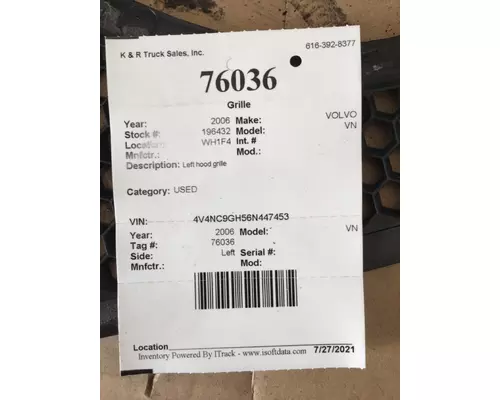 K & R Truck Sales, Inc. 616-392-8377
76036
Grille
Year: 2006 Make: VOLVO
Stock #: 196432 Model: VN
Location: WH1F4 Int. #
Mnfctr.: Mod.:
Description: Left hood grille
Category: USED
VIN: 4V4NC9GH56N447453
Year: 2006 Model: VN
Tag #: 76036
Side: Left Serial #:
Mnfctr.: Mod:
Location
Inventory Powered By ITrack - www.isoftdata.com 7/27/2021